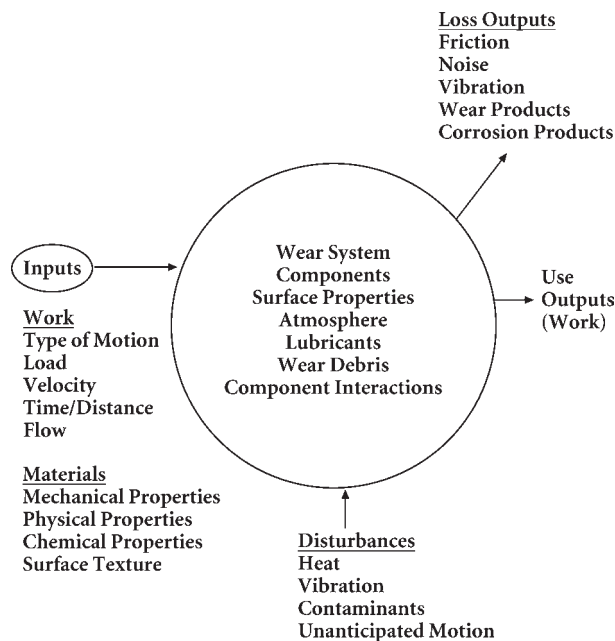 Loss Outputs
Friction
Noise
Vibration
Wear Products
Corrosion Products
Inputs
Work
Type of Motion
Load
Velocity
Time/Distance
Flow
Materials
Mechanical Properties
Physical Properties
Chemical Properties
Surface Texture
Wear System
Components
Surface Properties
Atmosphere
Lubricants
Wear Debris
Component Interactions
Use
Outputs
(Work)
Disturbances
Heat
Vibration
Contaminants
Unanticipated Motion